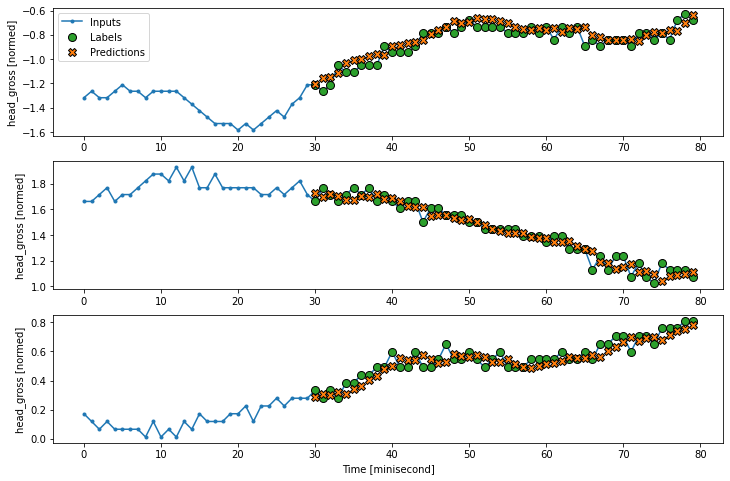 −0.6
−0.8
−1.0
−1.2
−1.4
−1.6
head_gross [normed]
Inputs
Labels
Predictions
0 10 20 30 40 50 60 70 80
1.8
1.6
1.4
1.2
1.0
head_gross [normed]
0 10 20 30 40 50 60 70 80
0.8
0.6
0.4
0.2
0.0
head_gross [normed]
0 10 20 30 40 50 60 70 80
Time [minisecond]